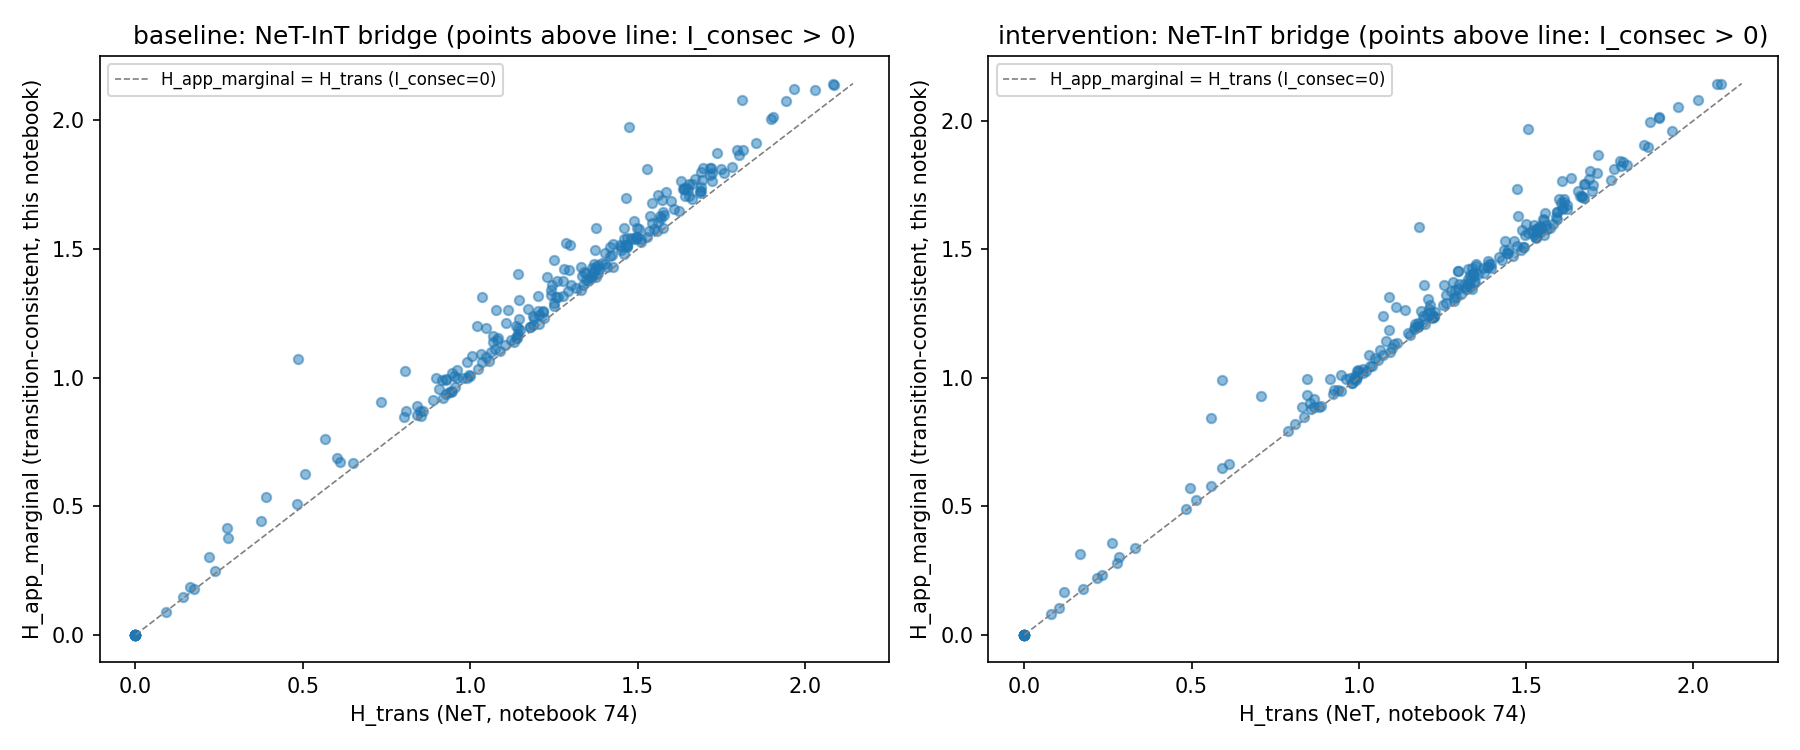 baseline: NeT-InT bridge (points above line: I_consec > 0)
H_app_marginal = H_trans (I_consec=0)
H_app_marginal (transition-consistent, this notebook)
2.0
1.5
1.0
0.5
0.0
0.0 0.5 1.0 1.5 2.0
H_trans (NeT, notebook 74)
intervention: NeT-InT bridge (points above line: I_consec > 0)
H_app_marginal = H_trans (I_consec=0)
H_app_marginal (transition-consistent, this notebook)
2.0
1.5
1.0
0.5
0.0
0.0 0.5 1.0 1.5 2.0
H_trans (NeT, notebook 74)